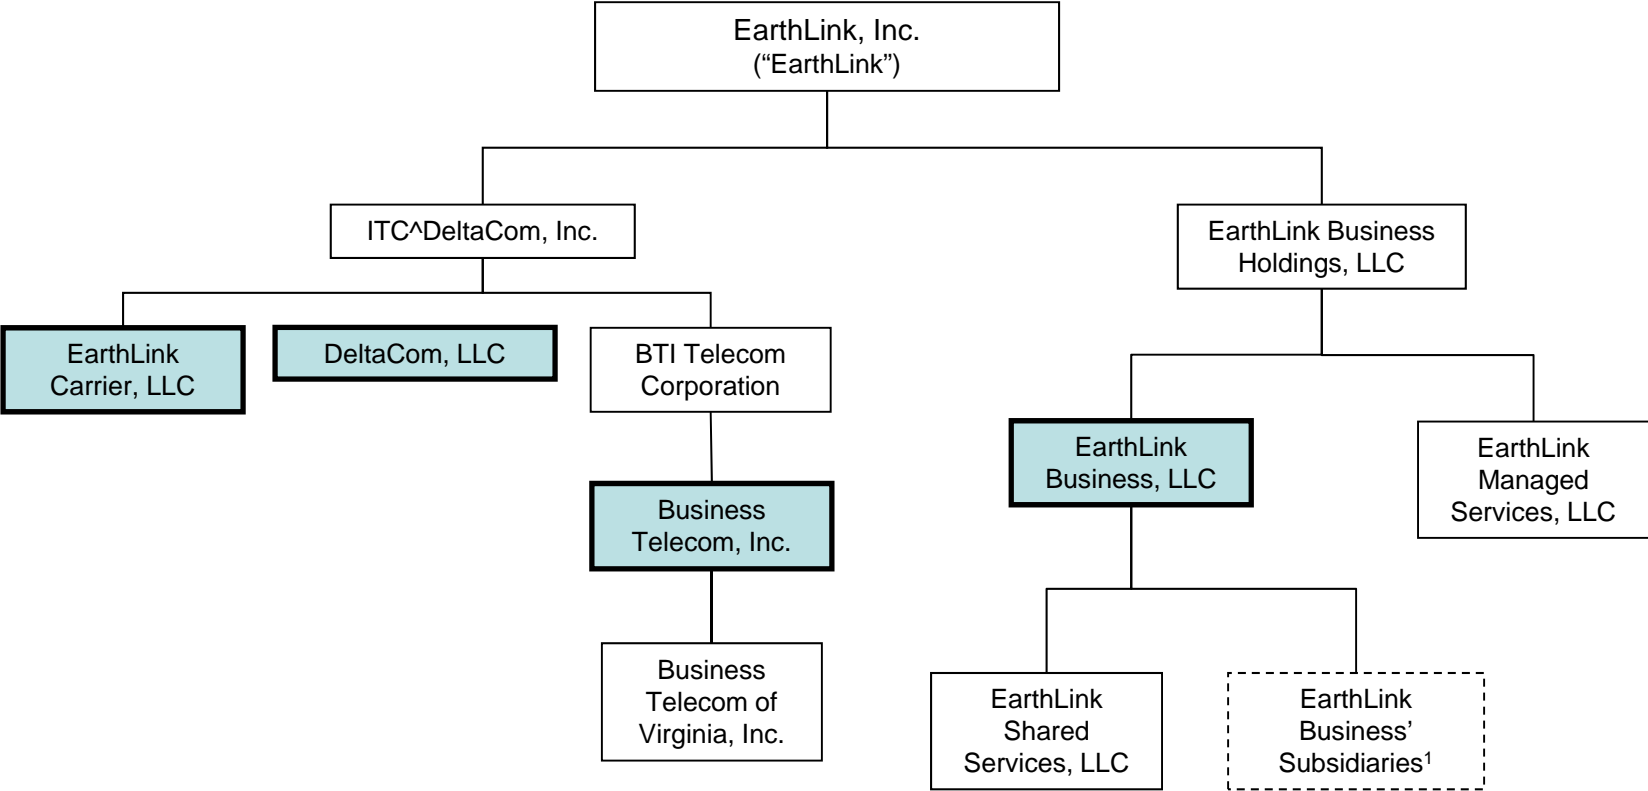 EarthLink, Inc.
(“EarthLink”)
ITC^DeltaCom, Inc.
EarthLink Business
Holdings, LLC
EarthLink
Carrier, LLC
DeltaCom, LLC
BTI Telecom
Corporation
EarthLink
Business, LLC
EarthLink
Managed
Services, LLC
Business
Telecom, Inc.
Business
Telecom of
Virginia, Inc.
EarthLink
Shared
Services, LLC
EarthLink
Business’
Subsidiaries¹